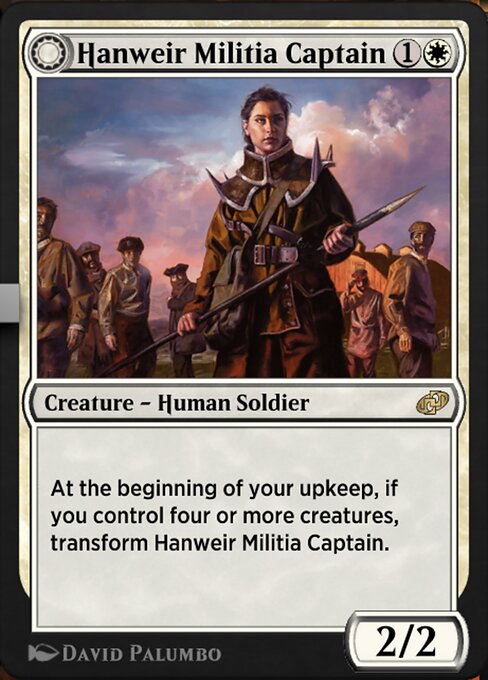 Hanweir Militia Captain 1
Creature – Human Soldier
At the beginning of your upkeep, if
you control four or more creatures,
transform Hanweir Militia Captain.
2/2
David Palumbo